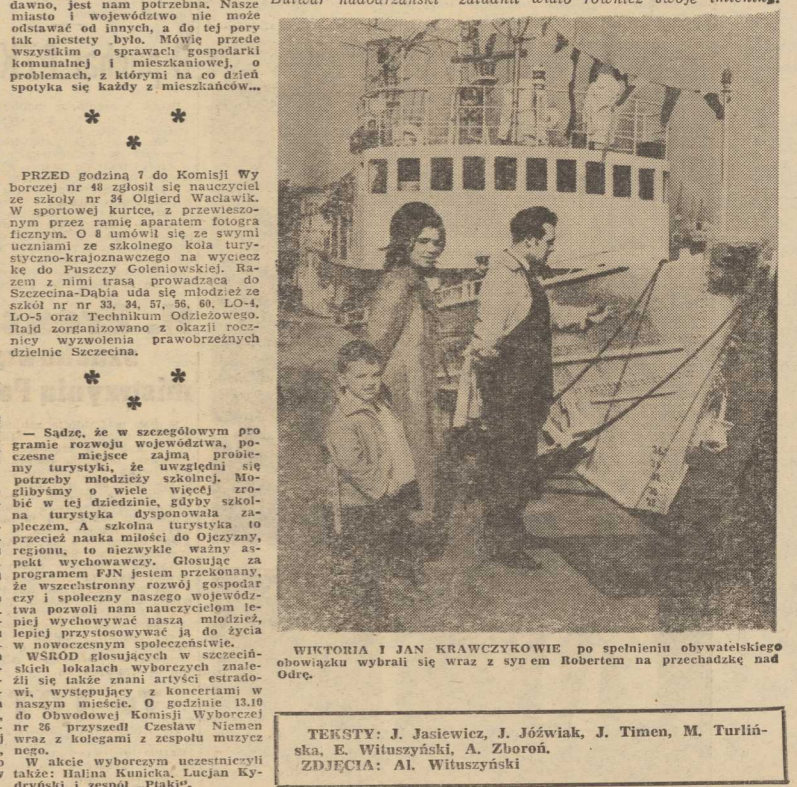 dawno, jest nam potrzebna. Nasze
miasto i województwo nie może
odstawać od innych, a do tej pory
tak niestety było. Mówię przede
wszystkim o sprawach gospodarki
komunalnej i mieszkaniowej, o
problemach, z którymi na co dzień
spotyka się każdy z mieszkańców...
* *
*
PRZED godziną 7 do Komisji Wy
borczej nr 48 zgłosił się nauczyciel
ze szkoły nr 34 Olgierd Wacławik.
W sportowej kurtce, z przewieszo-
nym przez ramię aparatem fotogra
ficznym. O 8 umówił się ze swymi
uczniami ze szkolnego koła tury-
styczno-krajoznawczego na wyciecz
kę do Puszczy Goleniowskiej. Ra-
zem z nimi trasą prowadzącą do
Szczecina-Dąbia uda się młodzież ze
szkół nr nr 33, 34, 57, 56, 60, LO-4,
LO-5 oraz Technikum Odzieżowego.
Rajd zorganizowano z okazji rocz-
nicy wyzwolenia prawobrzeżnych
dzielnic Szczecina.
* *
*
— Sądzę, że w szczegółowym pro
gramie rozwoju województwa, po-
czesne miejsce zajmą proble-
my turystyki, że uwzględni się
potrzeby młodzieży szkolnej. Mo-
glibyśmy o wiele więcej zro-
bić w tej dziedzinie, gdyby szkol-
na turystyka dysponowała za-
pleczem. A szkolna turystyka to
przecież nauka miłości do Ojczyzny,
regionu, to niezwykle ważny as-
pekt wychowawczy. Głosując za
programem FJN jestem przekonany,
że wszechstronny rozwój gospodar
czy i społeczny naszego wojewódz-
twa pozwoli nam nauczycielom le-
piej wychowywać naszą młodzież,
lepiej przystosowywać ją do życia
w nowoczesnym społeczeństwie.
WŚRÓD głosujących w szczeciń-
skich lokalach wyborczych znale-
źli się także znani artyści estrado-
wi, występujący z koncertami w
naszym mieście. O godzinie 13.10
do Obwodowej Komisji Wyborczej
nr 26 przyszedł Czesław Niemen
wraz z kolegami z zespołu muzycz
nego.
W akcie wyborczym uczestniczyli
także: Halina Kunicka, Lucjan Ky-
dryński i zespół „Ptaki”.
WIKTORIA I JAN KRAWCZYKOWIE po spełnieniu obywatelskiego
obowiązku wybrali się wraz z synem Robertem na przechadzkę nad
Odrę.
TEKSTY: J. Jasiewicz, J. Jóźwiak, J. Timen, M. Turliń-
ska, E. Wituszyński, A. Zboroń.
ZDJĘCIA: Al. Wituszyński